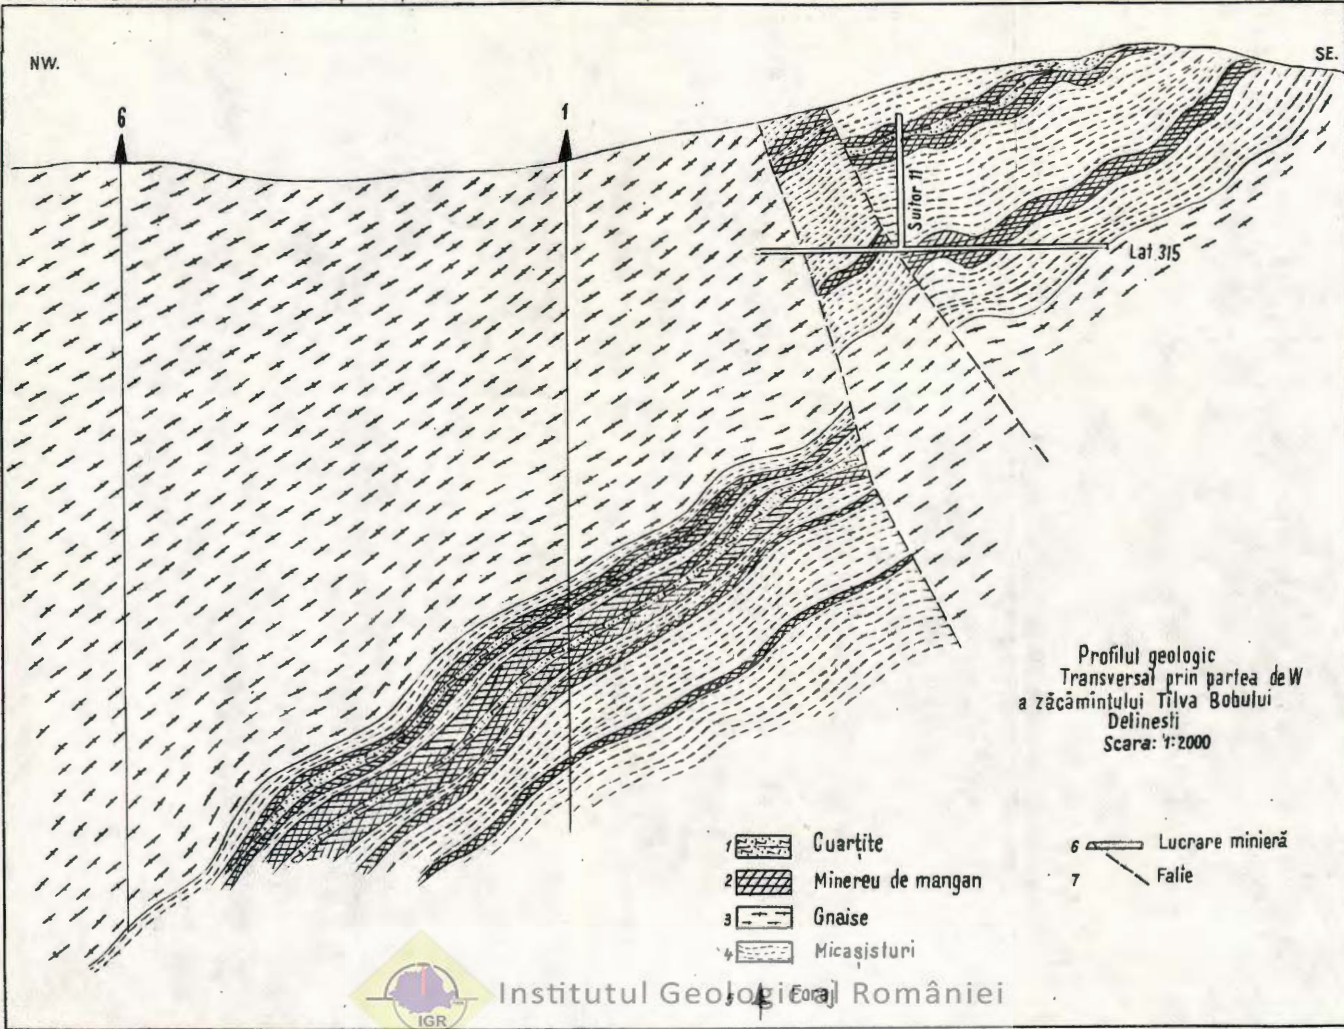 NW.
SE.
6
1
Suitor 11
Lat 315
Profilul geologic
Transversal prin partea de W
a zăcămîntului Tilva Bobului
Delinesti
Scara: 1:2000
1 Cuarțite
2 Minereu de mangan
3 Gnaise
4 Micașisturi
5 Foraj
6 Lucrare minieră
7 Falie
Institutul Geologic al României
IGR